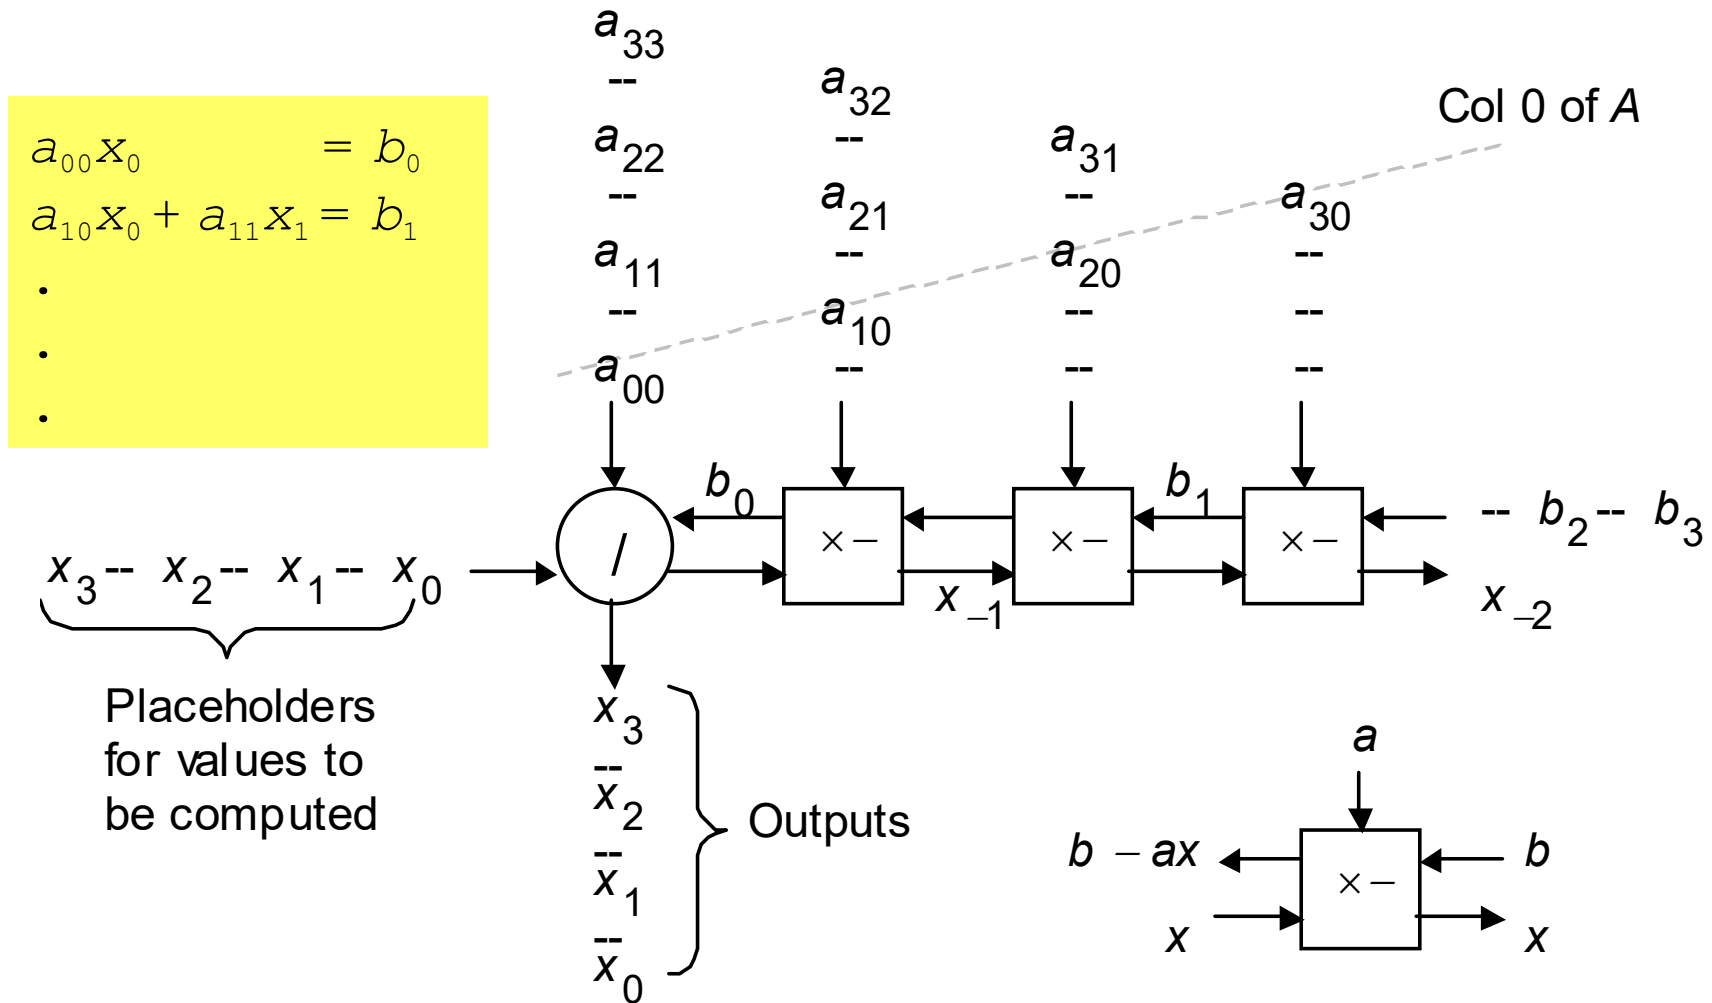 a₃₃
-- a₃₂
Col 0 of A
a₀₀x₀ = b₀
a₂₂ -- a₃₁
a₁₀x₀ + a₁₁x₁ = b₁
-- a₂₁ -- a₃₀
.
a₁₁ -- a₂₀ --
-- a₁₀ -- --
.
a₀₀ -- -- --
.
b₀ b₁
/ ×− ×− ×− -- b₂ -- b₃
x₃ -- x₂ -- x₁ -- x₀
x₋₁ x₋₂
Placeholders
for values to
be computed
x₃
--
x₂
--
x₁
--
x₀
Outputs
a
b − ax b
×−
x x